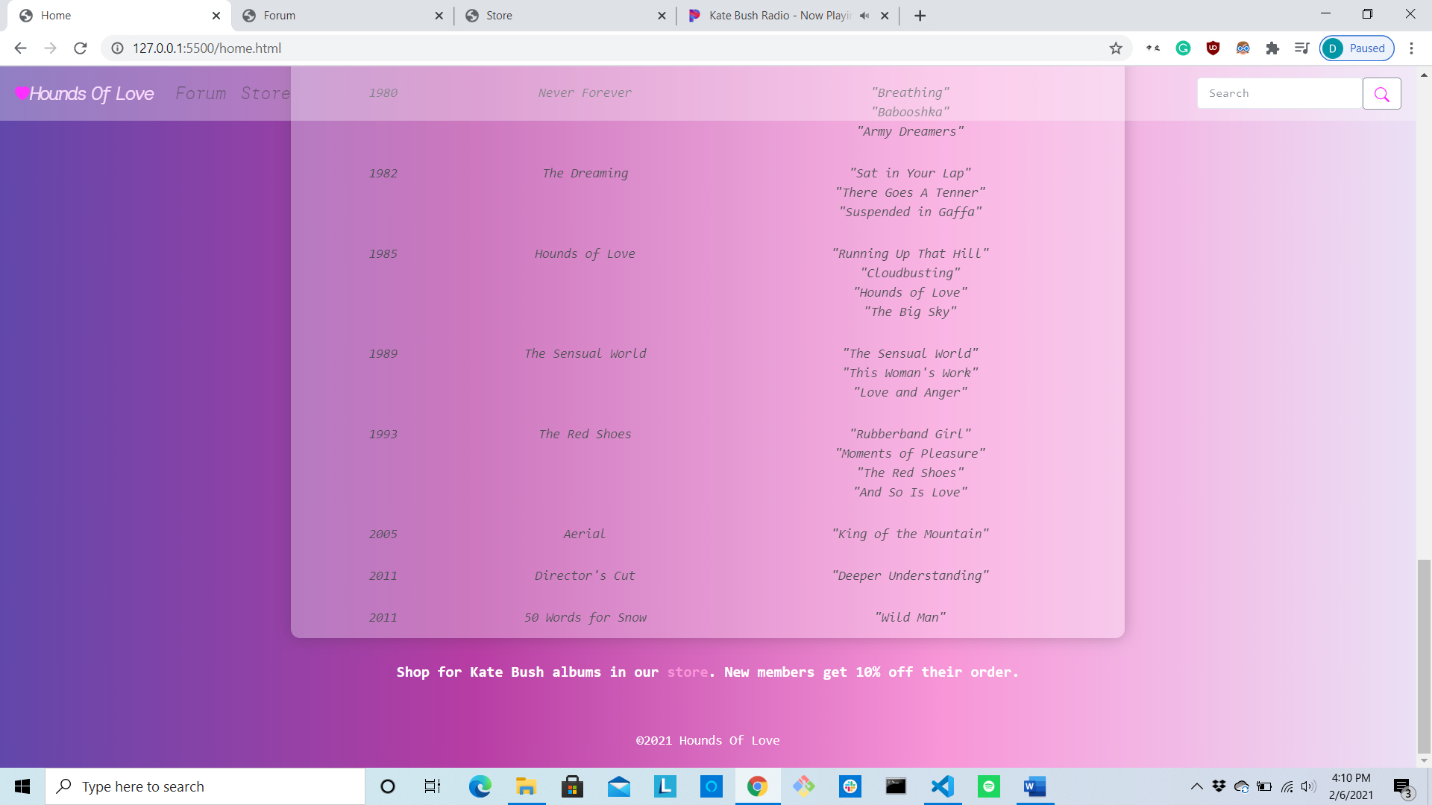 Home
Forum
Store
Kate Bush Radio - Now Playi
127.0.0.1:5500/home.html
D Paused
Hounds Of Love Forum Store
Search
1980 Never Forever "Breathing"
"Babooshka"
"Army Dreamers"
1982 The Dreaming "Sat in Your Lap"
"There Goes A Tenner"
"Suspended in Gaffa"
1985 Hounds of Love "Running Up That Hill"
"Cloudbusting"
"Hounds of Love"
"The Big Sky"
1989 The Sensual World "The Sensual World"
"This Woman's Work"
"Love and Anger"
1993 The Red Shoes "Rubberband Girl"
"Moments of Pleasure"
"The Red Shoes"
"And So Is Love"
2005 Aerial "King of the Mountain"
2011 Director's Cut "Deeper Understanding"
2011 50 Words for Snow "Wild Man"
Shop for Kate Bush albums in our store. New members get 10% off their order.
©2021 Hounds Of Love
Type here to search
4:10 PM
2/6/2021
3